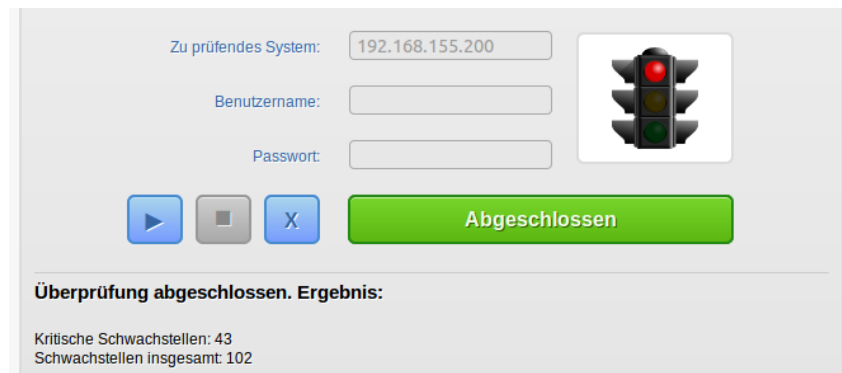 Zu prüfendes System: 192.168.155.200
Benutzername:
Passwort:
X Abgeschlossen
Überprüfung abgeschlossen. Ergebnis:
Kritische Schwachstellen: 43
Schwachstellen insgesamt: 102